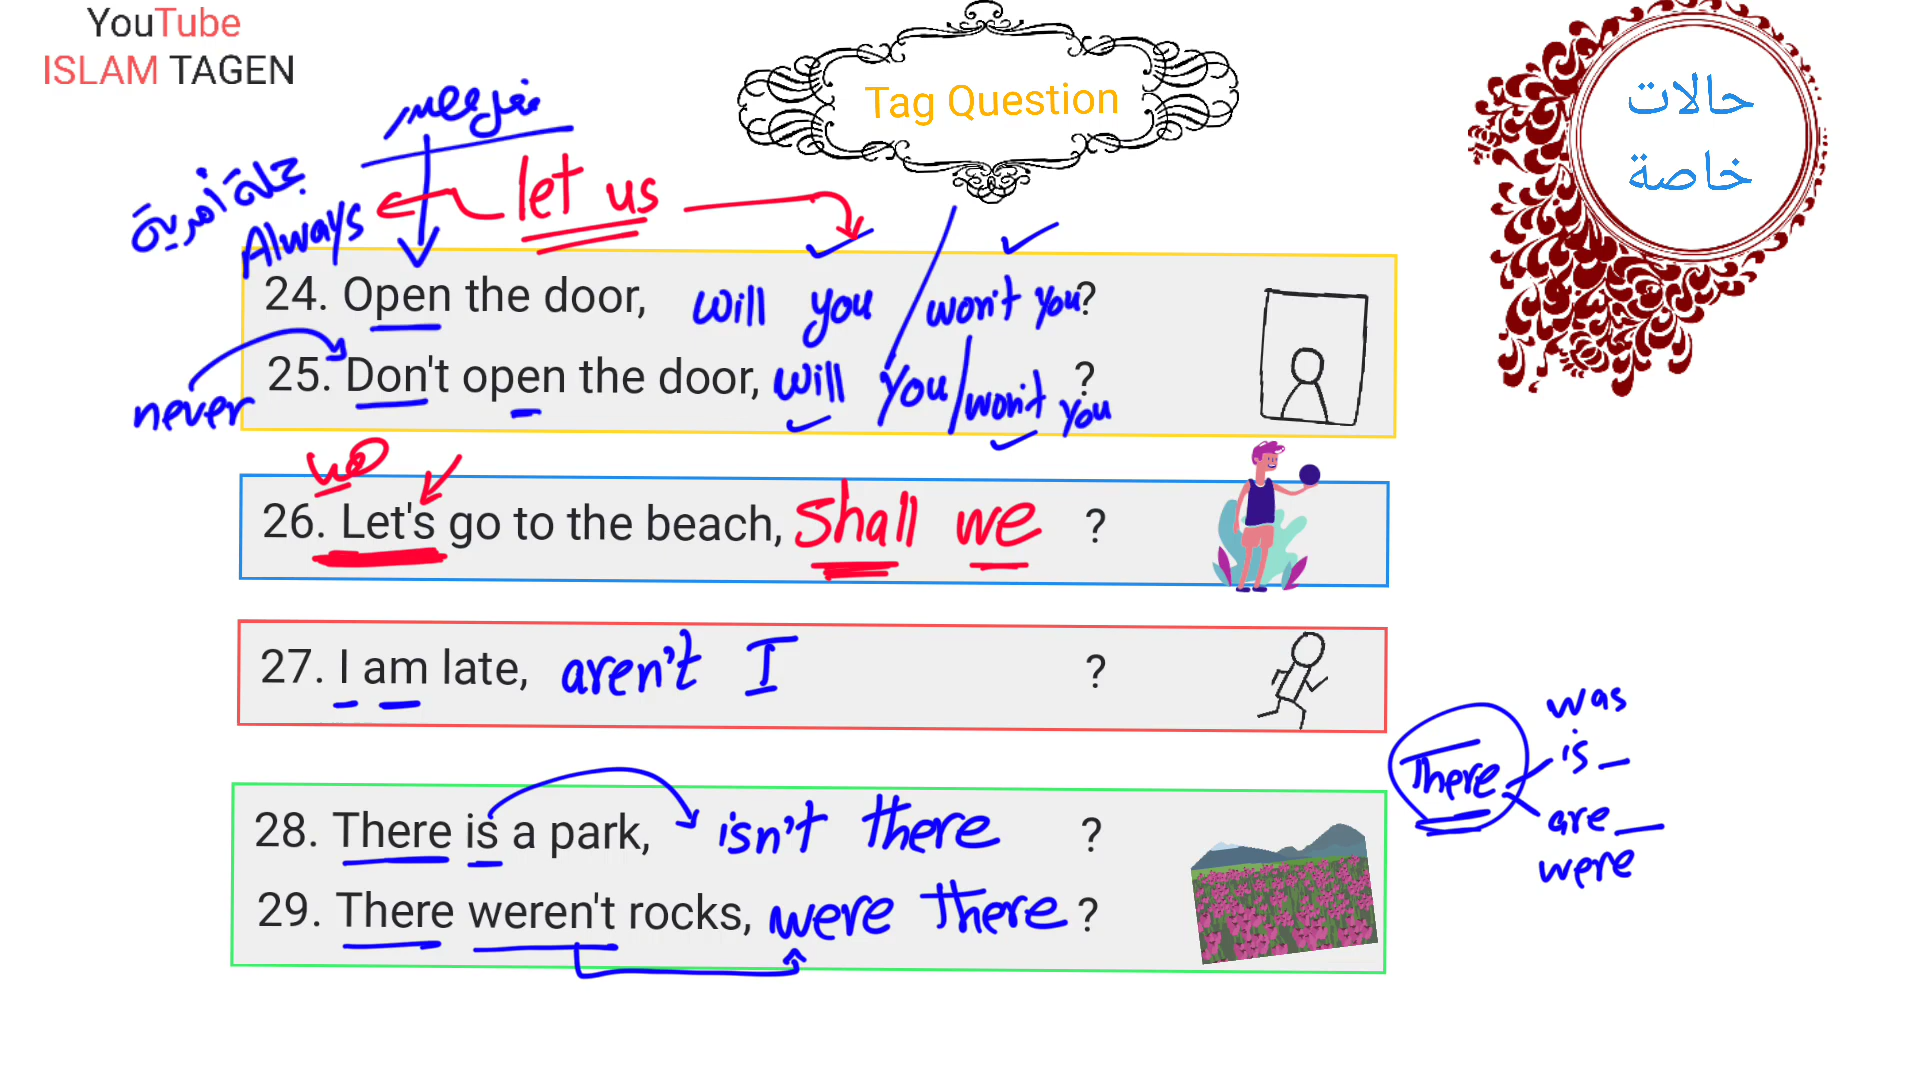 YouTube
ISLAM TAGEN
Tag Question
حالات
خاصة
جملة أمرية
Always
let us
24. Open the door, will you / won't you?
25. Don't open the door, will you / won't you ?
never
we
26. Let's go to the beach, shall we ?
27. I am late, aren't I ?
28. There is a park, isn't there ?
29. There weren't rocks, were there ?
There
was
is _
are _
were